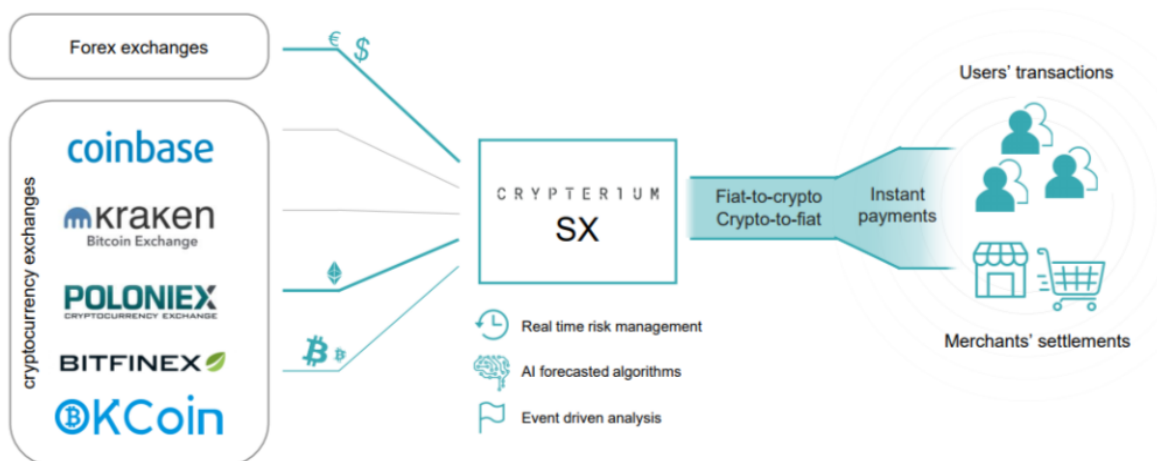 Forex exchanges
€ $
cryptocurrency exchanges
coinbase
kraken
Bitcoin Exchange
POLONIEX
CRYPTOCURRENCY EXCHANGE
BITFINEX
OKCoin
CRYPTERIUM
SX
Real time risk management
AI forecasted algorithms
Event driven analysis
Fiat-to-crypto
Crypto-to-fiat
Instant
payments
Users' transactions
Merchants' settlements